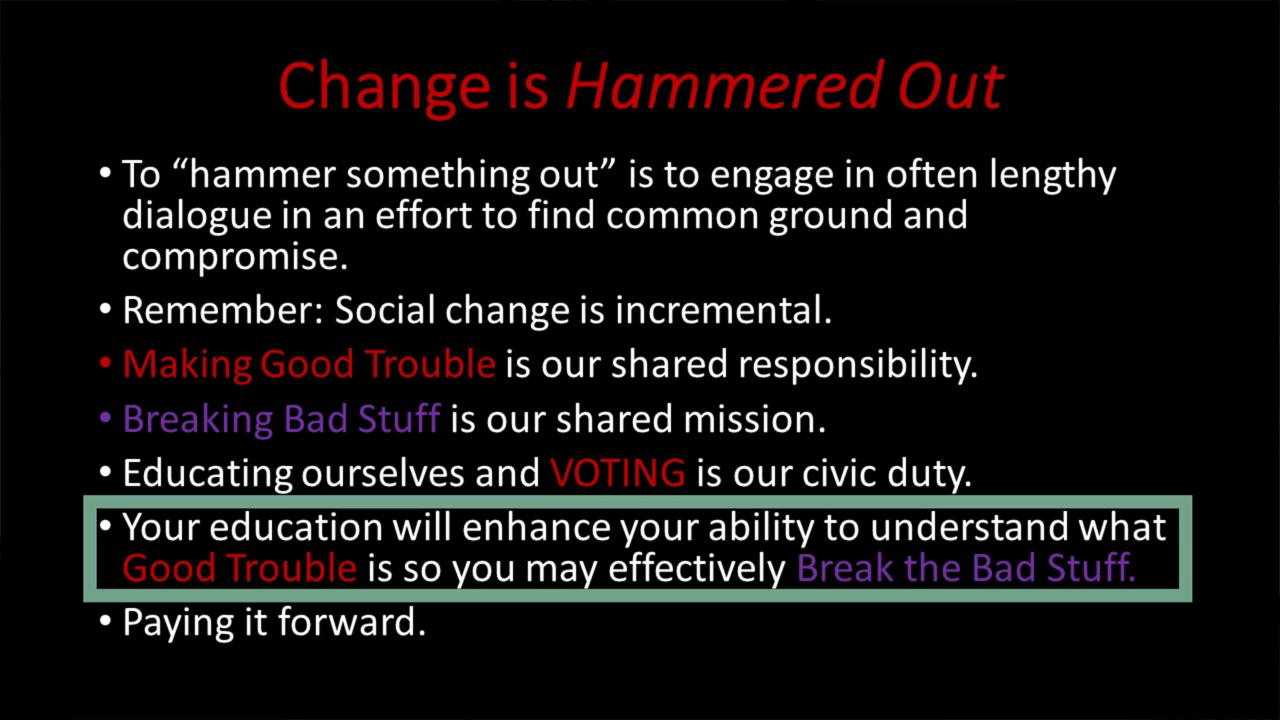 Change is Hammered Out
• To “hammer something out” is to engage in often lengthy
dialogue in an effort to find common ground and
compromise.
• Remember: Social change is incremental.
• Making Good Trouble is our shared responsibility.
• Breaking Bad Stuff is our shared mission.
• Educating ourselves and VOTING is our civic duty.
• Your education will enhance your ability to understand what
Good Trouble is so you may effectively Break the Bad Stuff.
• Paying it forward.